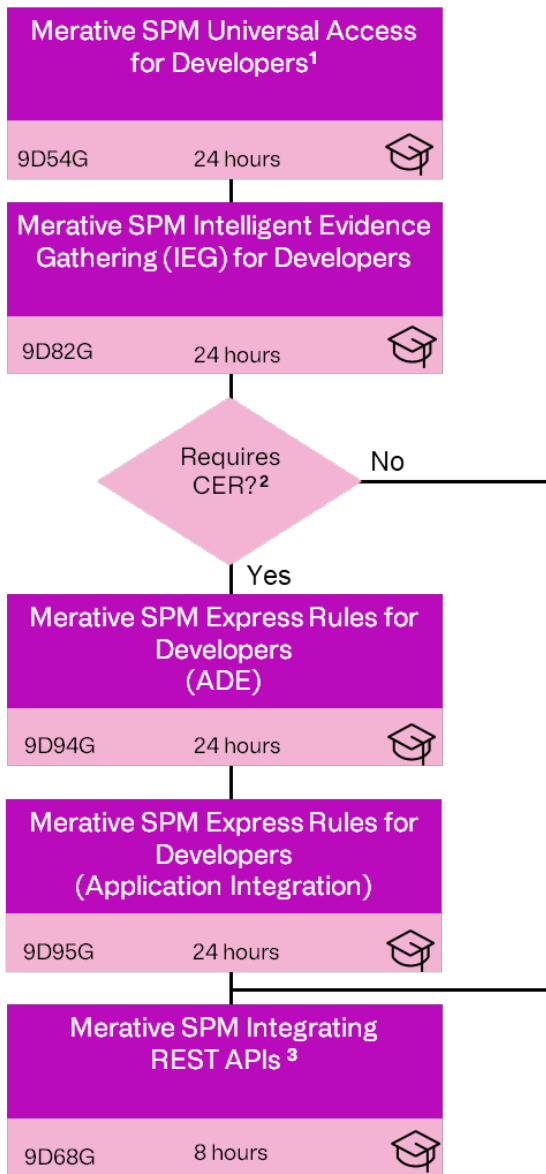 Merative SPM Universal Access
for Developers¹
9D54G 24 hours
Merative SPM Intelligent Evidence
Gathering (IEG) for Developers
9D82G 24 hours
Requires
CER?²
No
Yes
Merative SPM Express Rules for
Developers
(ADE)
9D94G 24 hours
Merative SPM Express Rules for
Developers
(Application Integration)
9D95G 24 hours
Merative SPM Integrating
REST APIs ³
9D68G 8 hours